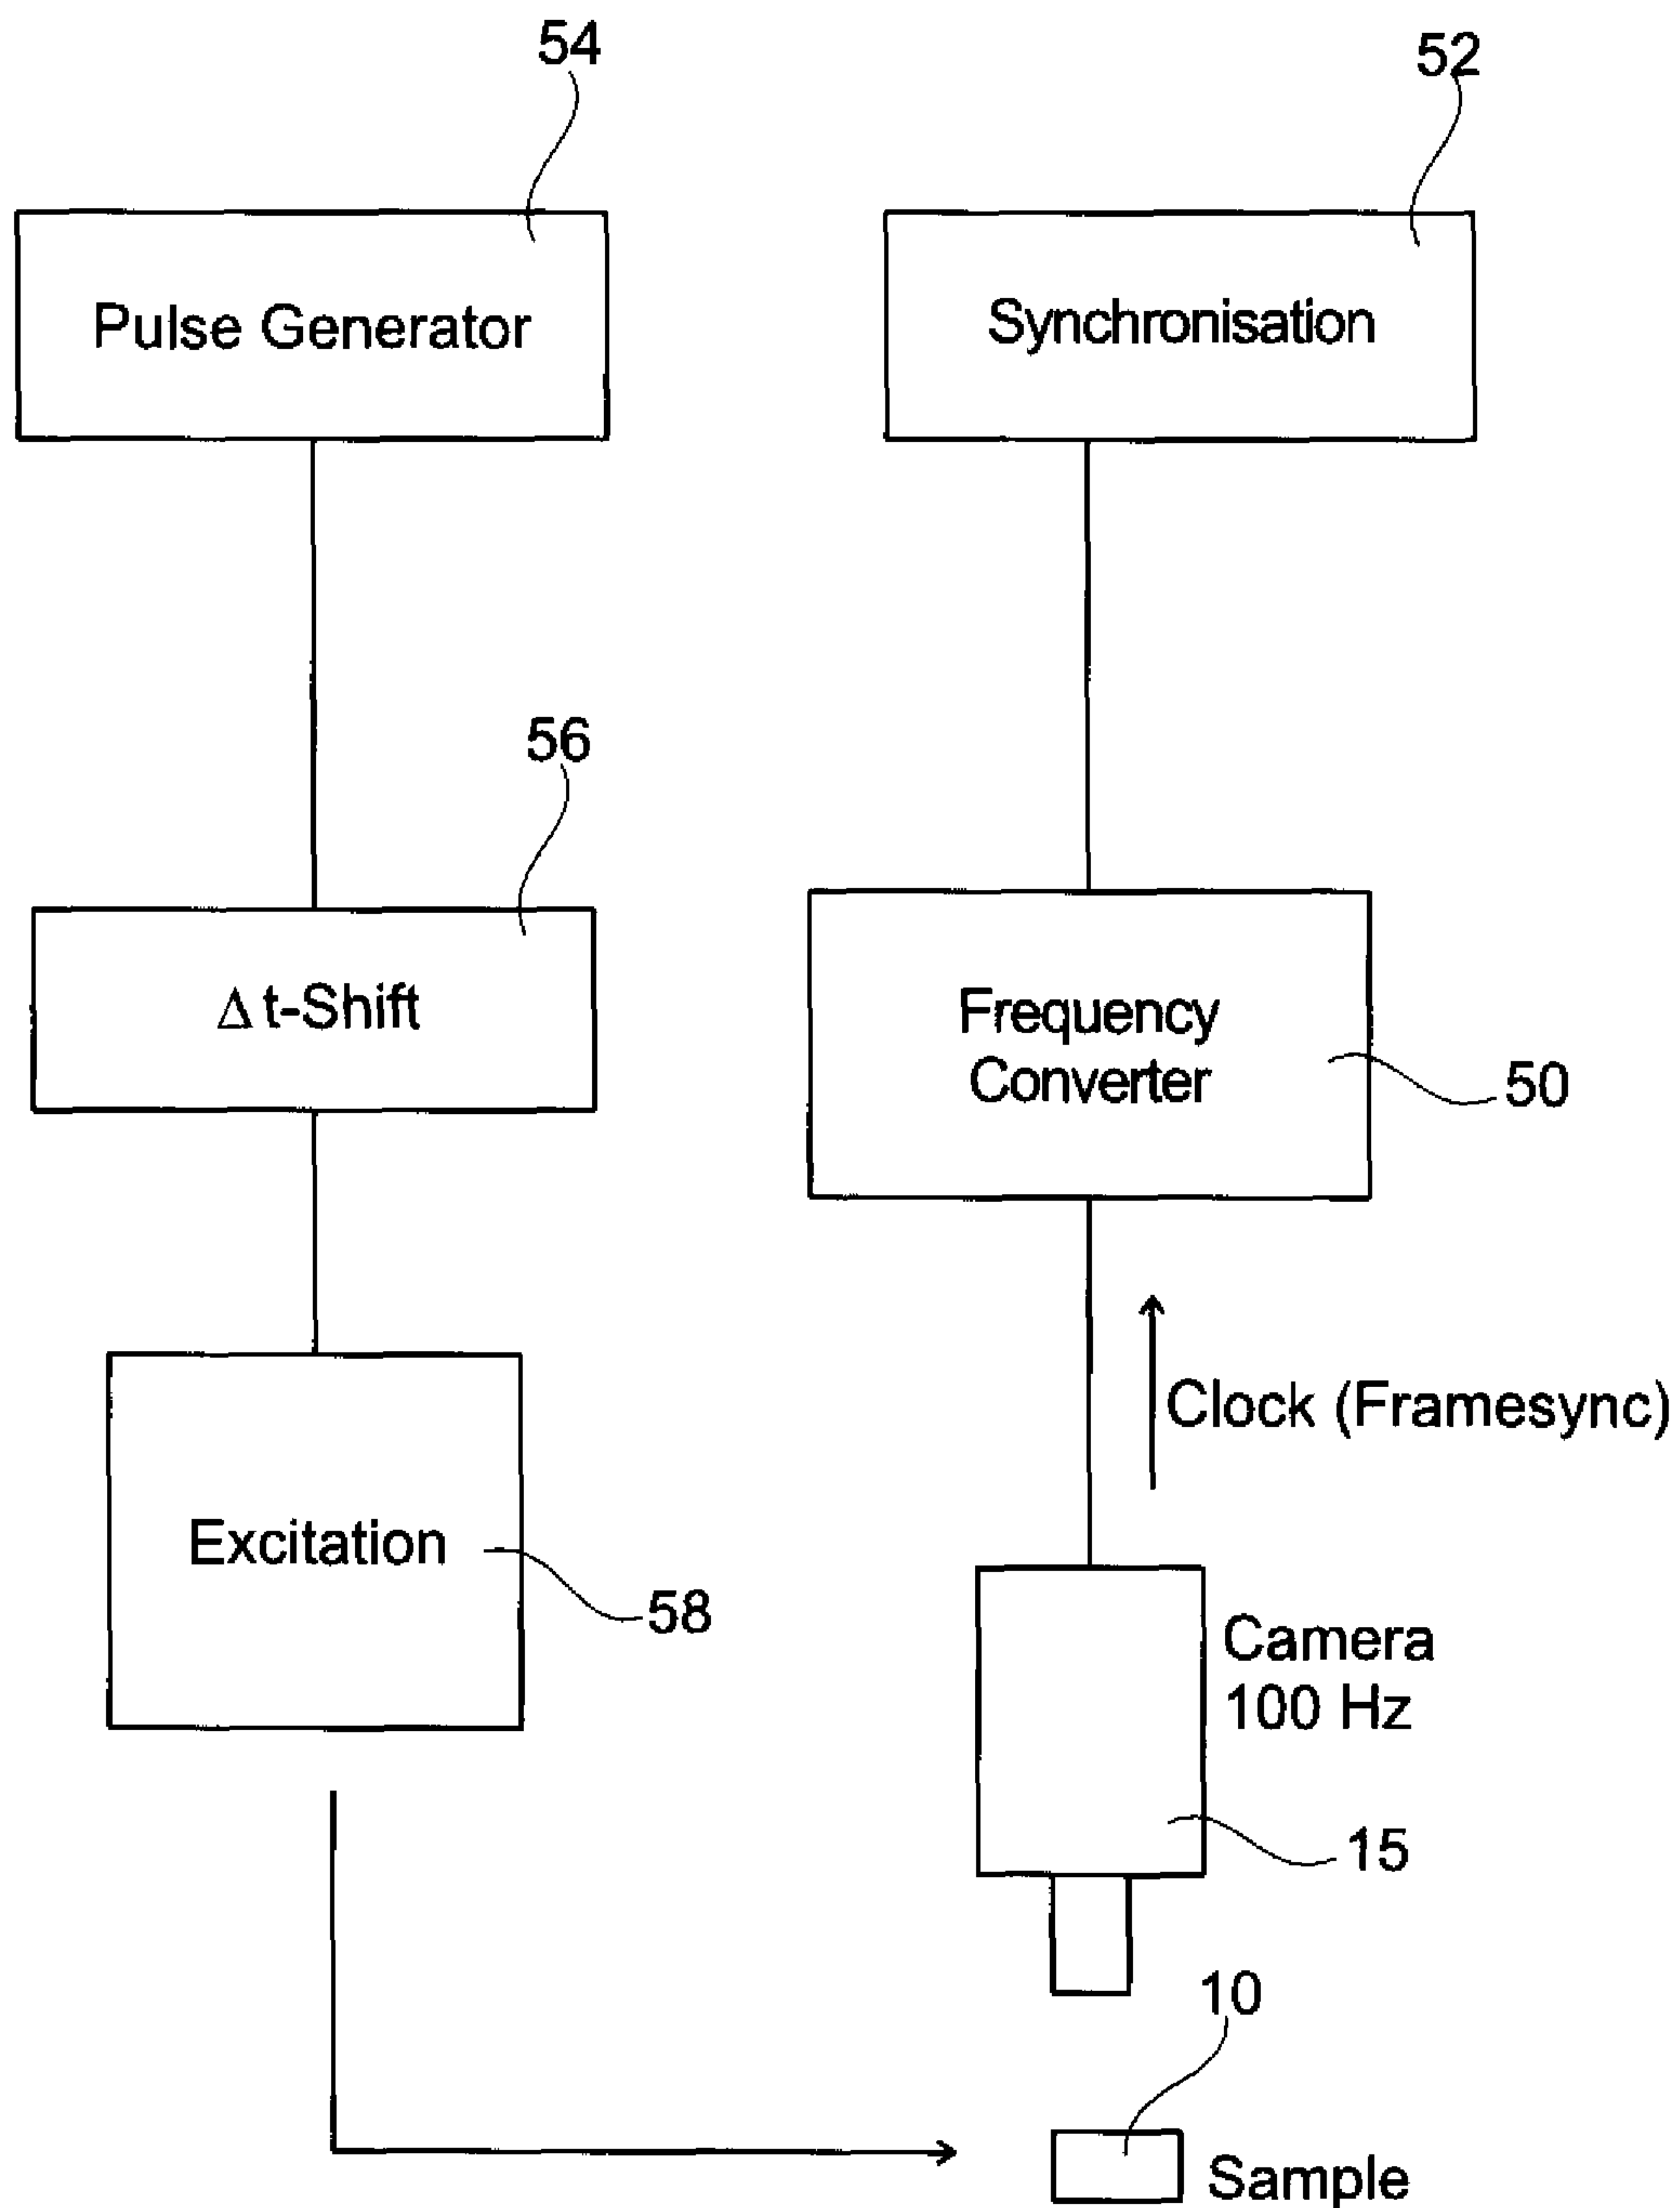 54
52
Pulse Generator
Synchronisation
56
Δt-Shift
Frequency
Converter
50
Clock (Framesync)
Excitation
58
Camera
100 Hz
15
10
Sample